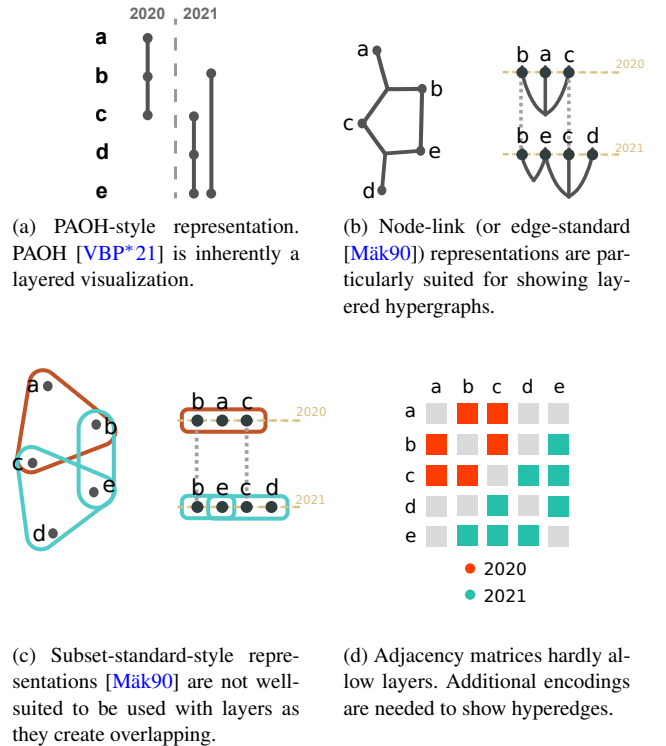 2020 2021
a
b
c
d
e
a
b
c
e
d
b a c
2020
b e c d
2021
(a) PAOH-style representation.
PAOH [VBP*21] is inherently a
layered visualization.
(b) Node-link (or edge-standard
[Mäk90]) representations are par-
ticularly suited for showing lay-
ered hypergraphs.
a
b
c
e
d
b a c
2020
b e c d
2021
a b c d e
a
b
c
d
e
2020
2021
(c) Subset-standard-style repre-
sentations [Mäk90] are not well-
suited to be used with layers as
they create overlapping.
(d) Adjacency matrices hardly al-
low layers. Additional encodings
are needed to show hyperedges.